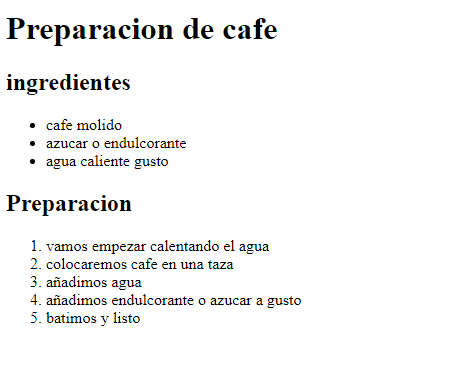 Preparacion de cafe
ingredientes
• cafe molido
• azucar o endulcorante
• agua caliente gusto
Preparacion
1. vamos empezar calentando el agua
2. colocaremos cafe en una taza
3. añadimos agua
4. añadimos endulcorante o azucar a gusto
5. batimos y listo